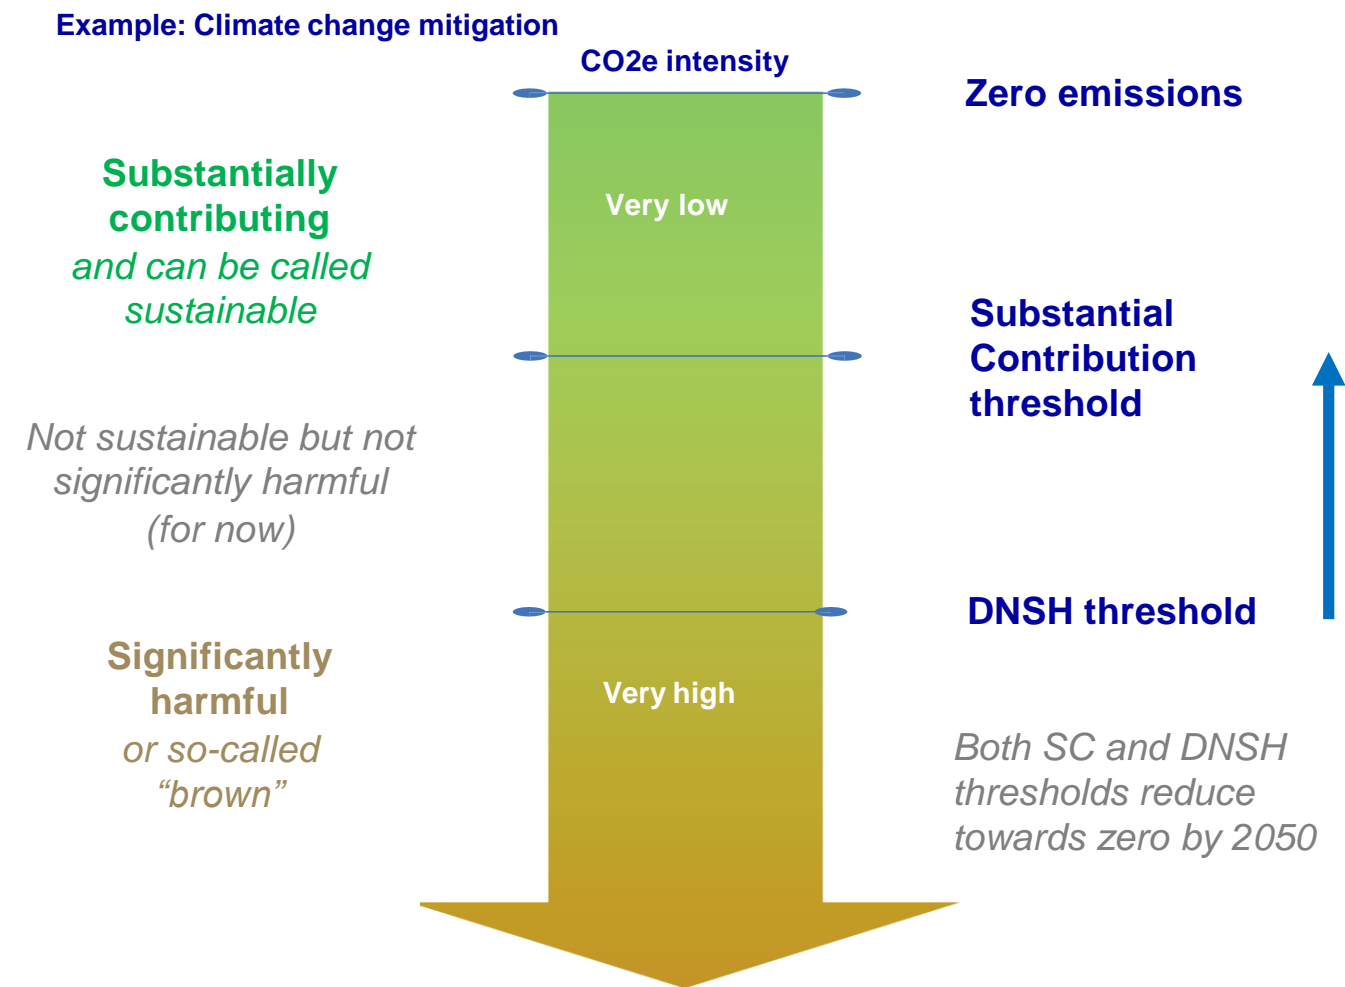 Example: Climate change mitigation
CO2e intensity
Zero emissions
Substantially
contributing
and can be called
sustainable
Very low
Substantial
Contribution
threshold
Not sustainable but not
significantly harmful
(for now)
DNSH threshold
Significantly
harmful
or so-called
“brown”
Very high
Both SC and DNSH
thresholds reduce
towards zero by 2050